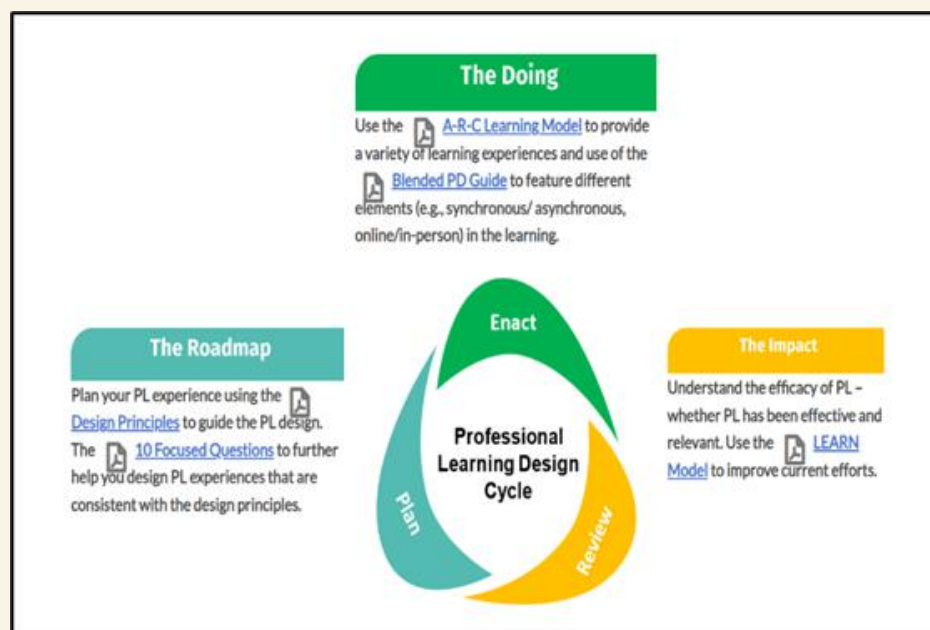 The Doing
Use the A-R-C Learning Model to provide
a variety of learning experiences and use of the
Blended PD Guide to feature different
elements (e.g., synchronous/ asynchronous,
online/in-person) in the learning.
The Roadmap
Plan your PL experience using the
Design Principles to guide the PL design.
The 10 Focused Questions to further
help you design PL experiences that are
consistent with the design principles.
Enact
Professional
Learning Design
Cycle
Plan
Review
The Impact
Understand the efficacy of PL –
whether PL has been effective and
relevant. Use the LEARN
Model to improve current efforts.